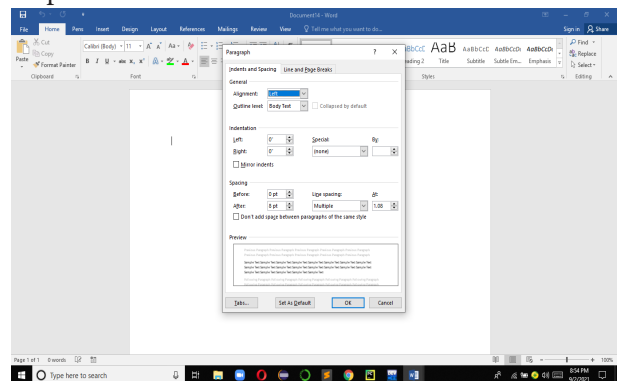 Document14 - Word
File Home Pens Insert Design Layout References Mailings Review View Tell me what you want to do...
Sign in Share
Cut
Copy
Format Painter
Paste
Calibri (Body) 11
Clipboard
Font
Styles
Editing
AaB
AaBbCcC AaBbCcDc AaBbCcDc
Title Subtitle Subtle Em... Emphasis
Find
Replace
Select
Paragraph ? X
Indents and Spacing Line and Page Breaks
General
Alignment: Left
Outline level: Body Text Collapsed by default
Indentation
Left: 0" Special: By:
Right: 0" (none)
Mirror indents
Spacing
Before: 0 pt Line spacing: At:
After: 8 pt Multiple 1.08
Don't add space between paragraphs of the same style
Preview
Tabs... Set As Default OK Cancel
Page 1 of 1 0 words 100%
Type here to search
8:54 PM
9/2/2021